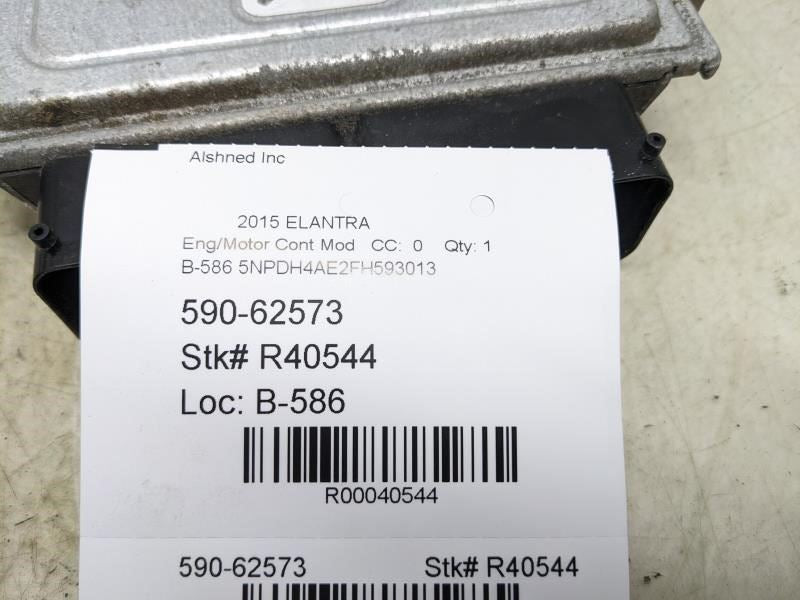 Alshned Inc
2015 ELANTRA
Eng/Motor Cont Mod CC: 0 Qty: 1
B-586 5NPDH4AE2FH593013
590-62573
Stk# R40544
Loc: B-586
R00040544
590-62573 Stk# R40544